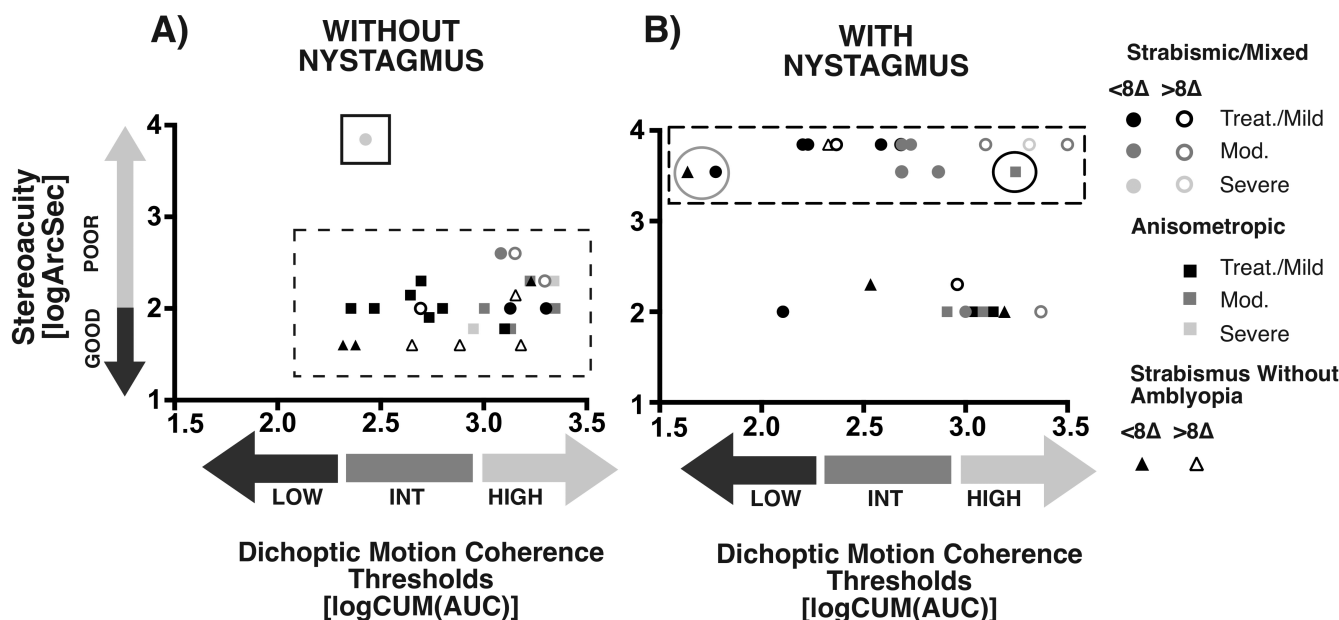 A)
WITHOUT
NYSTAGMUS
B)
WITH
NYSTAGMUS
Stereoacuity
[logArcSec]
POOR
GOOD
4
3
2
1
1.5 2.0 2.5 3.0 3.5
LOW INT HIGH
Dichoptic Motion Coherence
Thresholds
[logCUM(AUC)]
4
3
2
1
1.5 2.0 2.5 3.0 3.5
LOW INT HIGH
Dichoptic Motion Coherence
Thresholds
[logCUM(AUC)]
Strabismic/Mixed
<8Δ >8Δ
Treat./Mild
Mod.
Severe
Anisometropic
Treat./Mild
Mod.
Severe
Strabismus Without
Amblyopia
<8Δ >8Δ